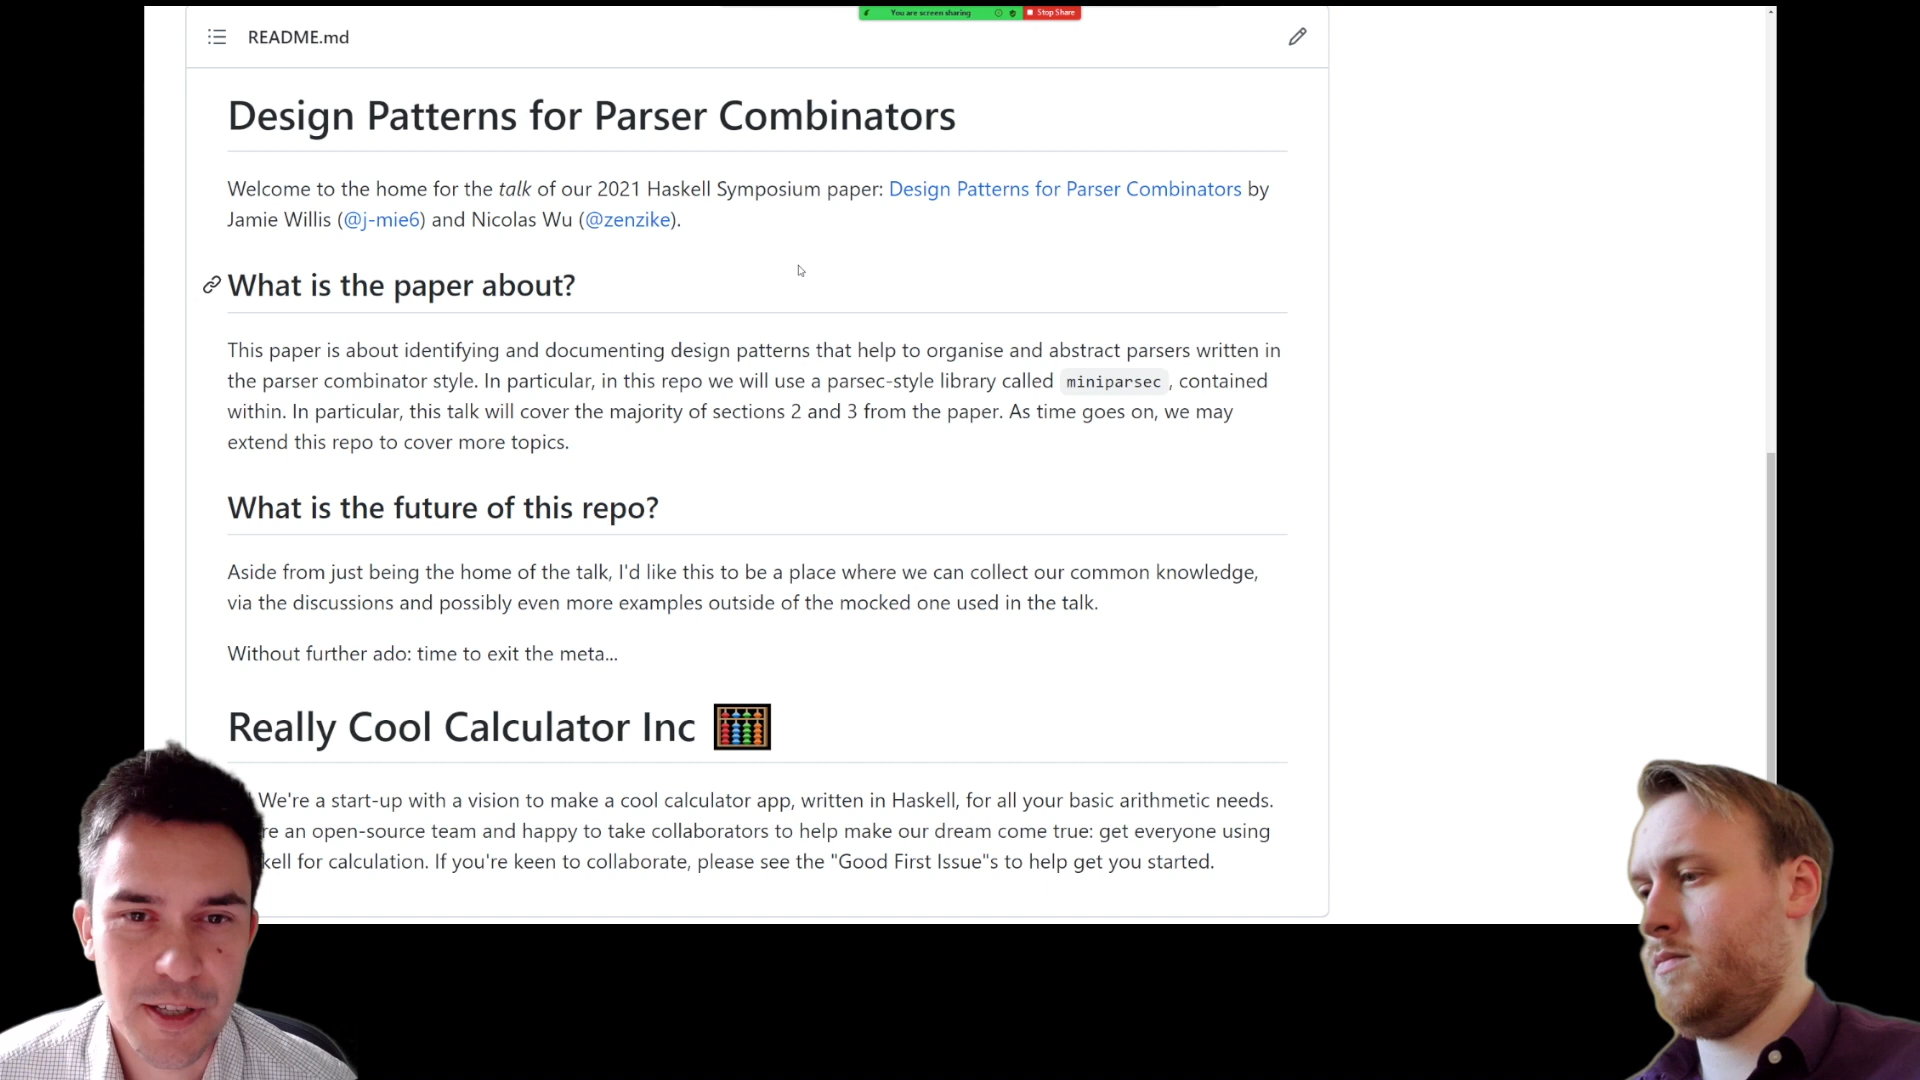 You are screen sharing Stop Share
README.md
Design Patterns for Parser Combinators
Welcome to the home for the talk of our 2021 Haskell Symposium paper: Design Patterns for Parser Combinators by
Jamie Willis (@j-mie6) and Nicolas Wu (@zenzike).
What is the paper about?
This paper is about identifying and documenting design patterns that help to organise and abstract parsers written in
the parser combinator style. In particular, in this repo we will use a parsec-style library called miniparsec, contained
within. In particular, this talk will cover the majority of sections 2 and 3 from the paper. As time goes on, we may
extend this repo to cover more topics.
What is the future of this repo?
Aside from just being the home of the talk, I'd like this to be a place where we can collect our common knowledge,
via the discussions and possibly even more examples outside of the mocked one used in the talk.
Without further ado: time to exit the meta...
Really Cool Calculator Inc
We're a start-up with a vision to make a cool calculator app, written in Haskell, for all your basic arithmetic needs.
an open-source team and happy to take collaborators to help make our dream come true: get everyone using
for calculation. If you're keen to collaborate, please see the "Good First Issue"s to help get you started.